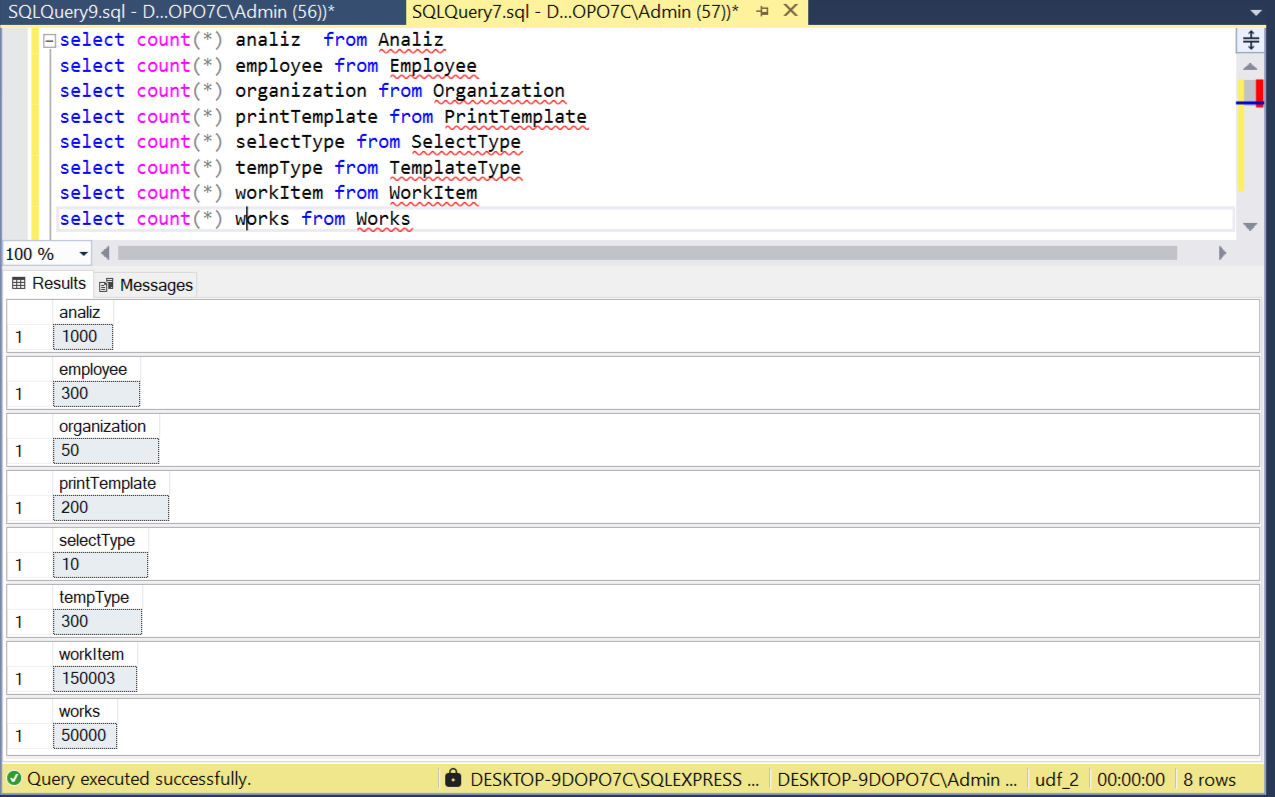 SQLQuery9.sql - D...OPO7C\Admin (56))* SQLQuery7.sql - D...OPO7C\Admin (57))*
select count(*) analiz  from Analiz
select count(*) employee from Employee
select count(*) organization from Organization
select count(*) printTemplate from PrintTemplate
select count(*) selectType from SelectType
select count(*) tempType from TemplateType
select count(*) workItem from WorkItem
select count(*) works from Works
100 %
Results Messages
analiz
1 1000
employee
1 300
organization
1 50
printTemplate
1 200
selectType
1 10
tempType
1 300
workItem
1 150003
works
1 50000
Query executed successfully. DESKTOP-9DOPO7C\SQLEXPRESS ... DESKTOP-9DOPO7C\Admin ... udf_2 00:00:00 8 rows